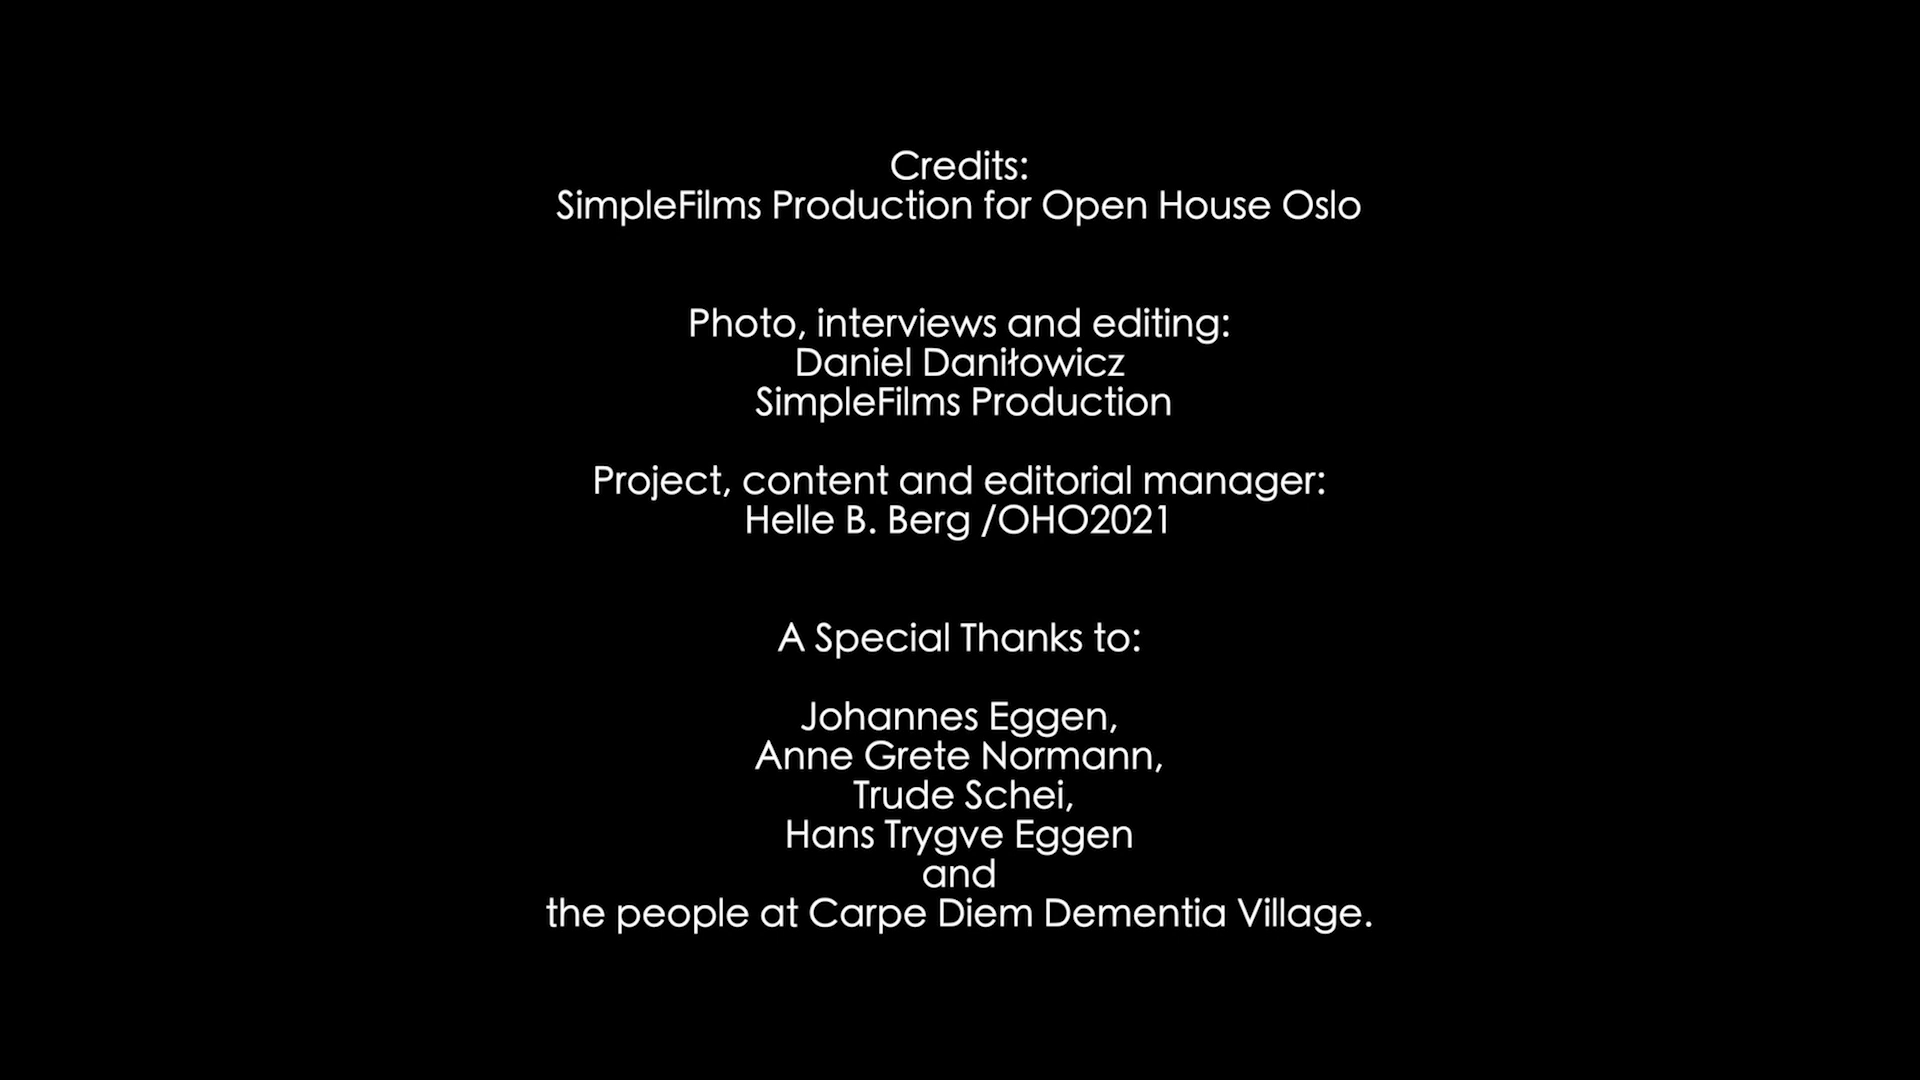 Credits:
SimpleFilms Production for Open House Oslo
Photo, interviews and editing:
Daniel Daniłowicz
SimpleFilms Production
Project, content and editorial manager:
Helle B. Berg /OHO2021
A Special Thanks to:
Johannes Eggen,
Anne Grete Normann,
Trude Schei,
Hans Trygve Eggen
and
the people at Carpe Diem Dementia Village.